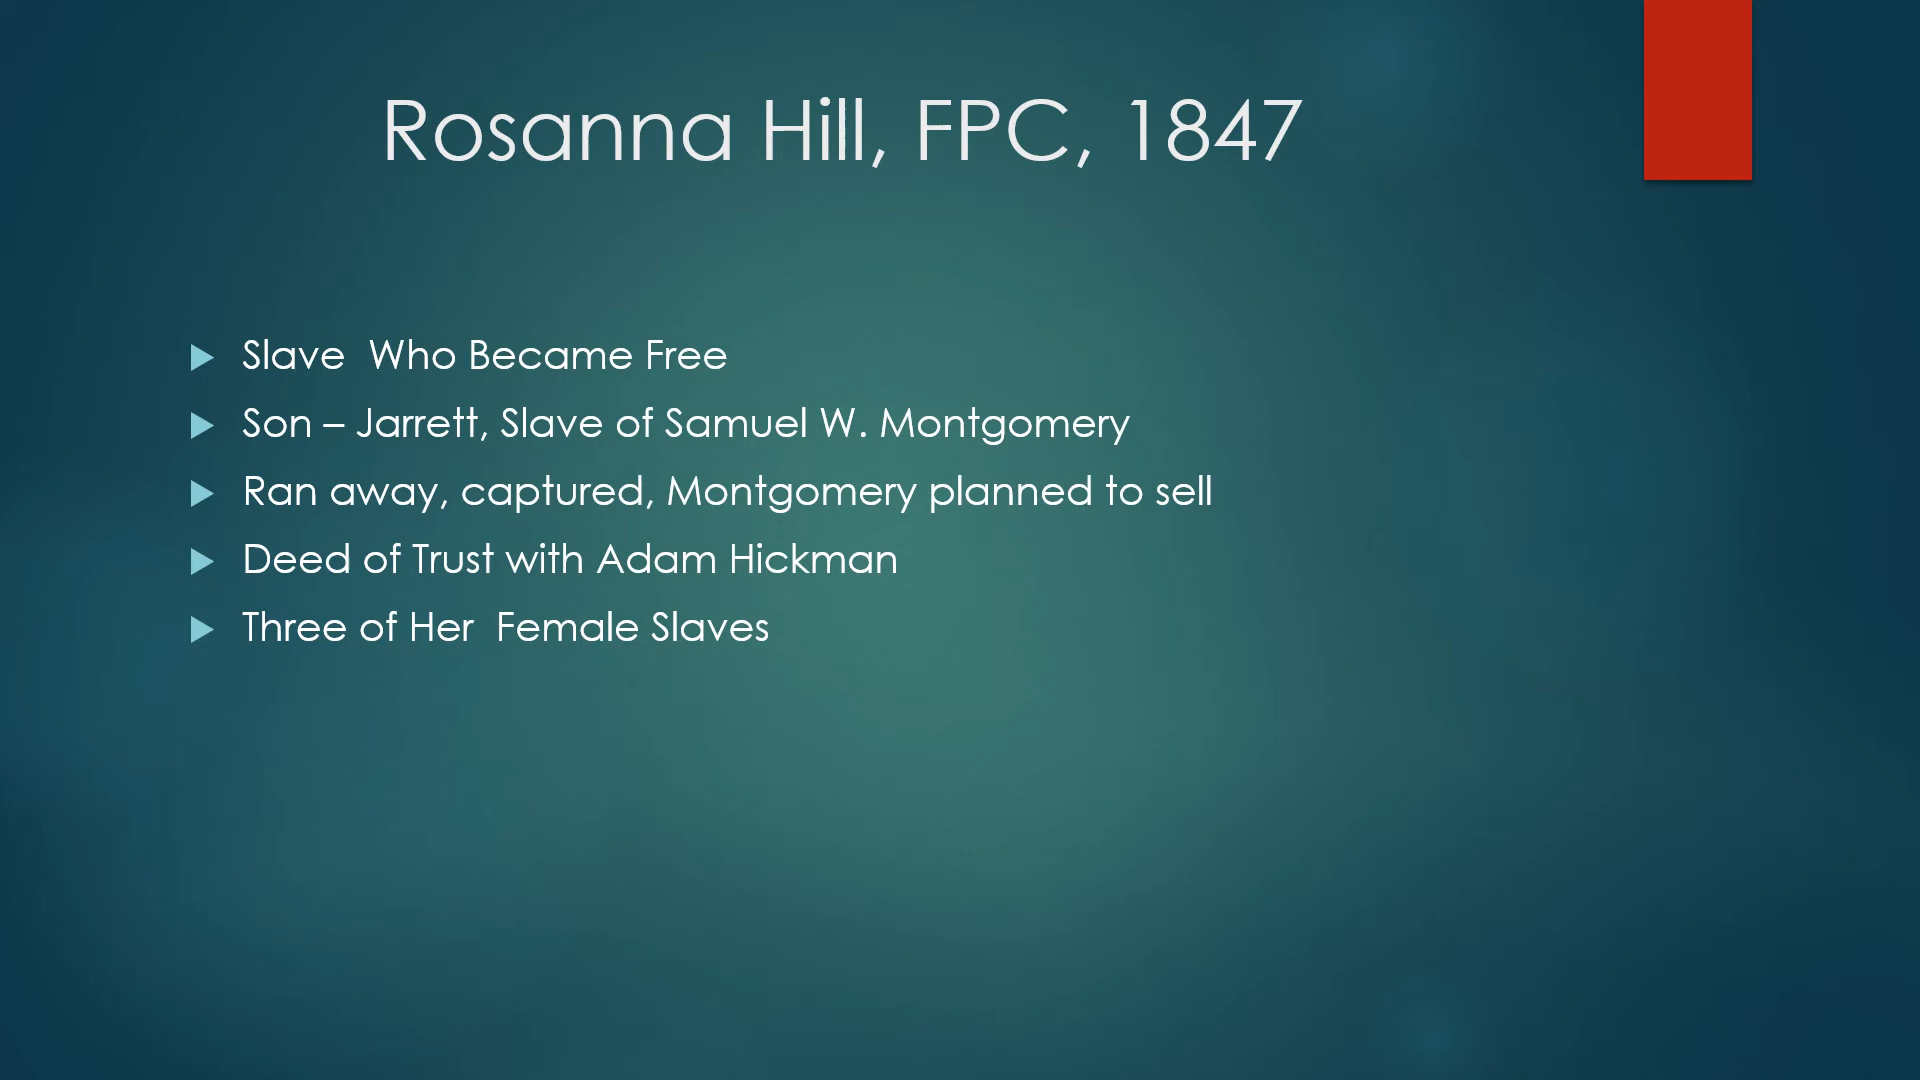 Rosanna Hill, FPC, 1847
Slave  Who Became Free
Son – Jarrett, Slave of Samuel W. Montgomery
Ran away, captured, Montgomery planned to sell
Deed of Trust with Adam Hickman
Three of Her  Female Slaves